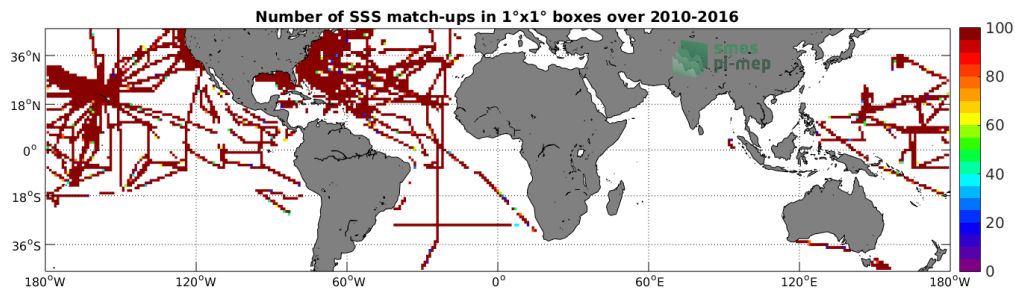 Number of SSS match-ups in 1°x1° boxes over 2010-2016
smos
pi-mep
36°N
18°N
0°
18°S
36°S
180°W
120°W
60°W
0°
60°E
120°E
180°W
100
80
60
40
20
0